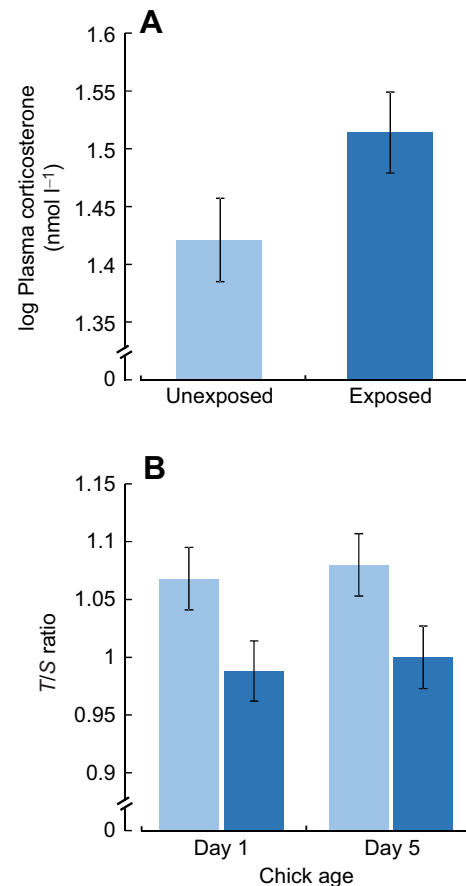 A
log Plasma corticosterone
(nmol l⁻¹)
1.6
1.55
1.5
1.45
1.4
1.35
0
Unexposed Exposed
B
T/S ratio
1.15
1.1
1.05
1
0.95
0.9
0
Day 1 Day 5
Chick age